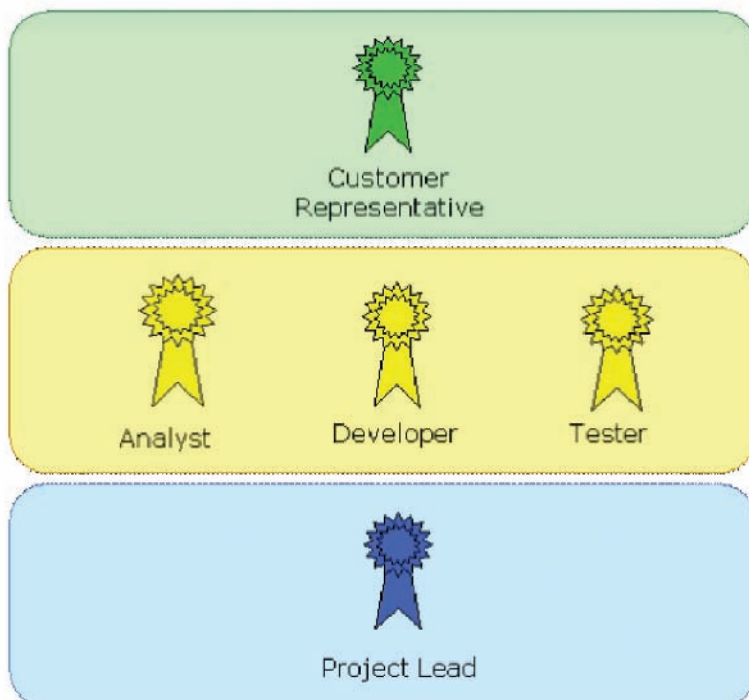 Customer
Representative
Analyst
Developer
Tester
Project Lead